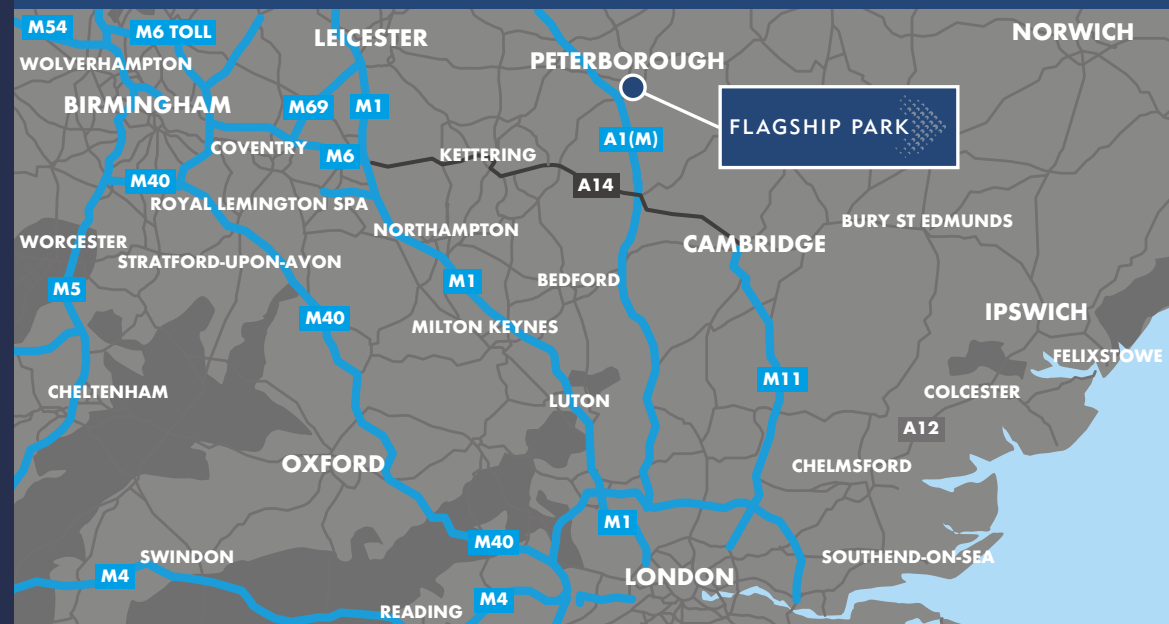 M54
M6 TOLL
LEICESTER
NORWICH
WOLVERHAMPTON
PETERBOROUGH
BIRMINGHAM
M69
M1
FLAGSHIP PARK
A1(M)
COVENTRY
M6
KETTERING
M40
A14
ROYAL LEMINGTON SPA
BURY ST EDMUNDS
WORCESTER
NORTHAMPTON
CAMBRIDGE
STRATFORD-UPON-AVON
M5
M1
BEDFORD
M40
MILTON KEYNES
IPSWICH
FELIXSTOWE
CHELTENHAM
LUTON
M11
COLCESTER
A12
OXFORD
CHELMSFORD
M1
M40
SWINDON
SOUTHEND-ON-SEA
M4
LONDON
READING
M4